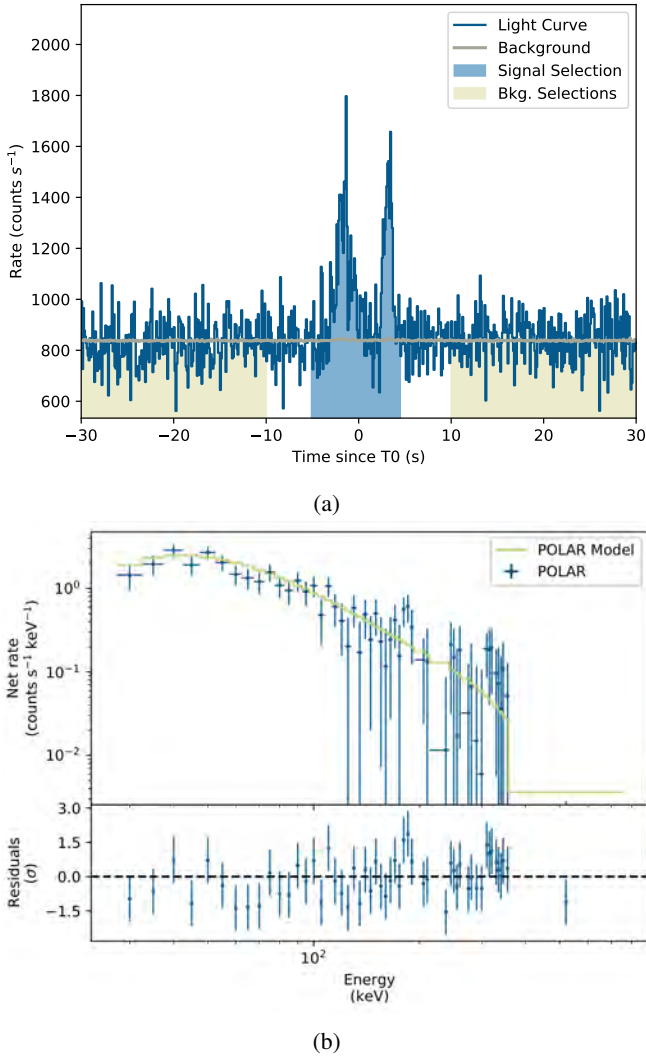 Light Curve
Background
Signal Selection
Bkg. Selections
2000
1800
1600
1400
1200
1000
800
600
Rate (counts s⁻¹)
−30 −20 −10 0 10 20 30
Time since T0 (s)
(a)
POLAR Model
POLAR
10⁰
10⁻¹
10⁻²
Net rate
(counts s⁻¹ keV⁻¹)
3.0
1.5
0.0
−1.5
Residuals
(σ)
10²
Energy
(keV)
(b)